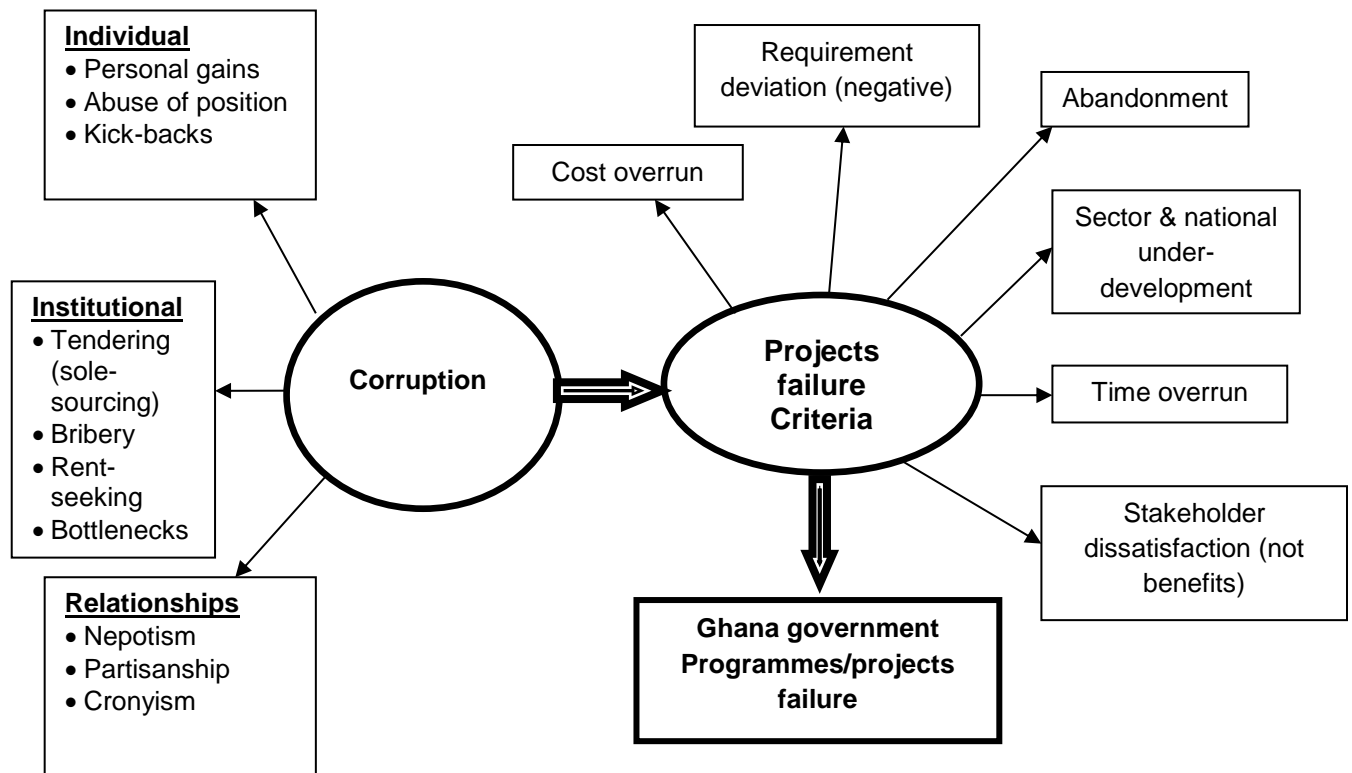 Individual
• Personal gains
• Abuse of position
• Kick-backs
Institutional
• Tendering
(sole-
sourcing)
• Bribery
• Rent-
seeking
• Bottlenecks
Relationships
• Nepotism
• Partisanship
• Cronyism
Corruption
Cost overrun
Requirement
deviation (negative)
Abandonment
Sector & national
under-
development
Time overrun
Stakeholder
dissatisfaction (not
benefits)
Projects
failure
Criteria
Ghana government
Programmes/projects
failure